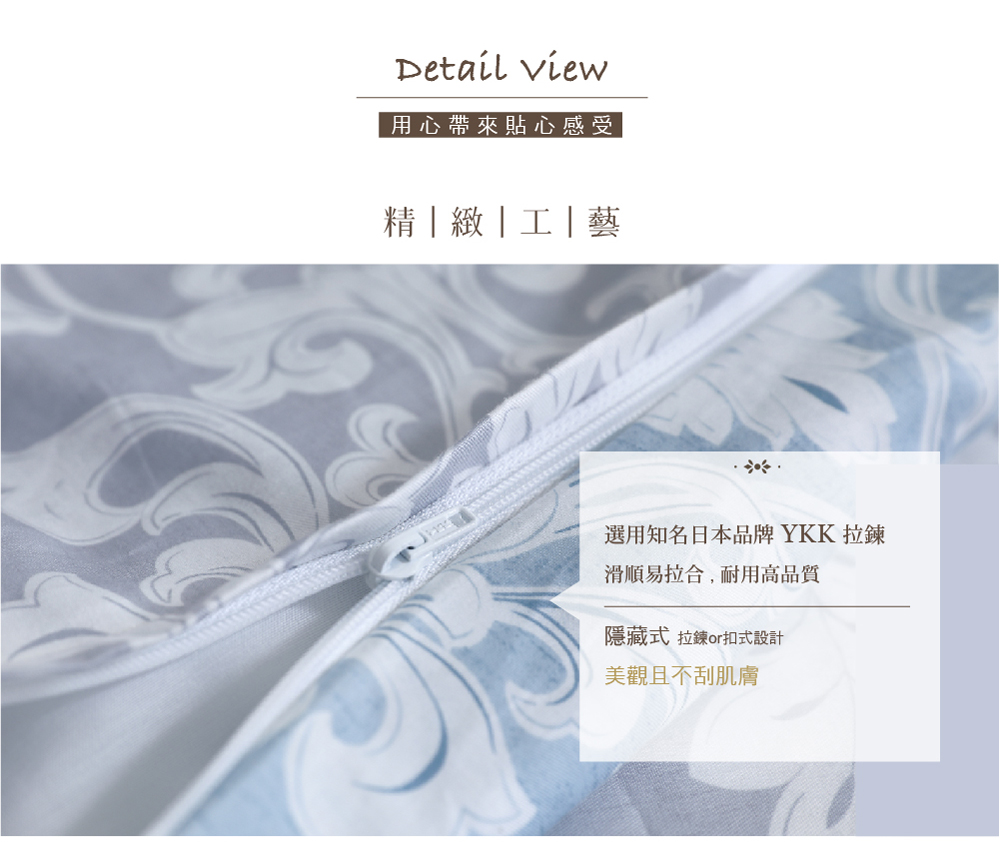 Detail View
用心帶來貼心感受
精|緻|工|藝
選用知名日本品牌 YKK 拉鍊
滑順易拉合,耐用高品質
隱藏式 拉鍊or扣式設計
美觀且不刮肌膚